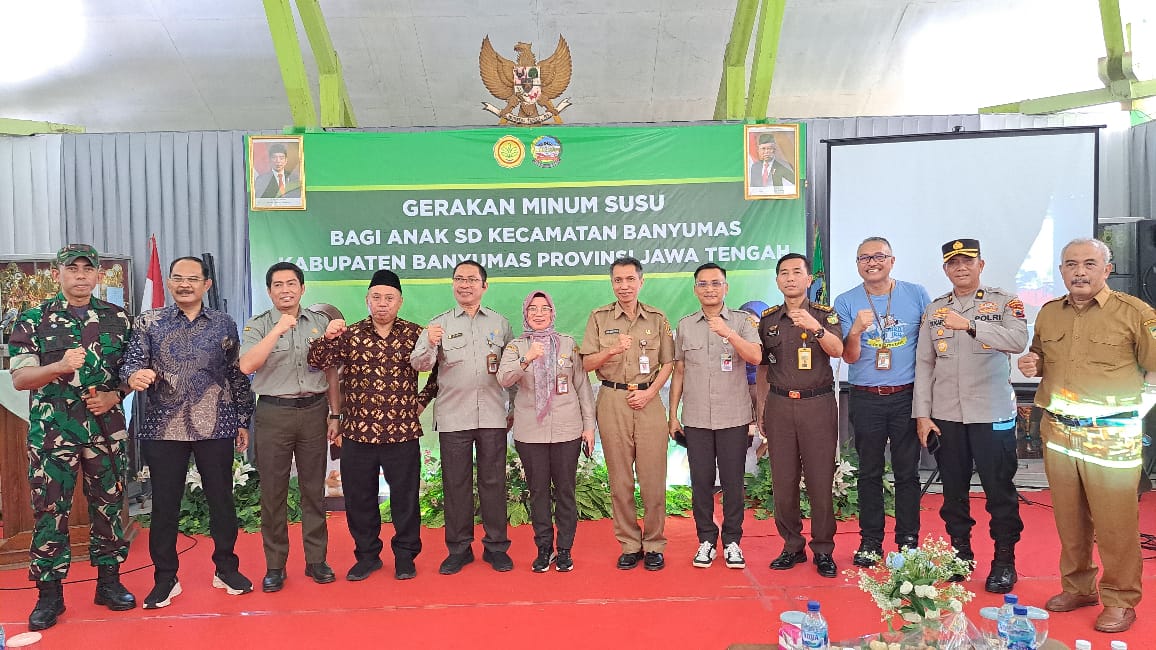 GERAKAN MINUM SUSU
BAGI ANAK SD KECAMATAN BANYUMAS
KABUPATEN BANYUMAS PROVINSI JAWA TENGAH
POLRI